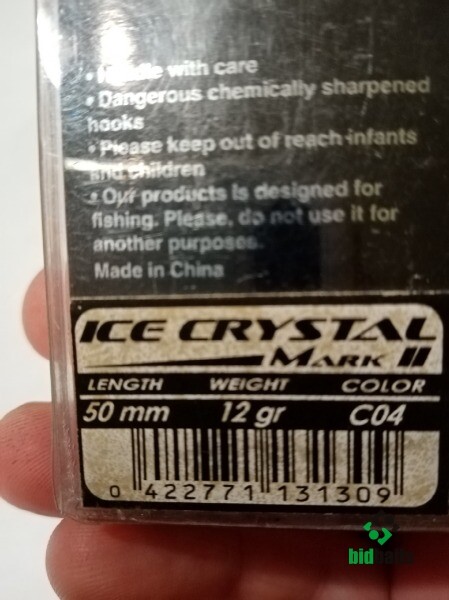 • Handle with care
• Dangerous chemically sharpened
hooks
• Please keep out of reach infants
and children
• Our products is designed for
fishing. Please, do not use it for
another purposes.
Made in China
ICE CRYSTAL
MARK II
LENGTH WEIGHT COLOR
50 mm 12 gr C04
0 422771 131309
bid